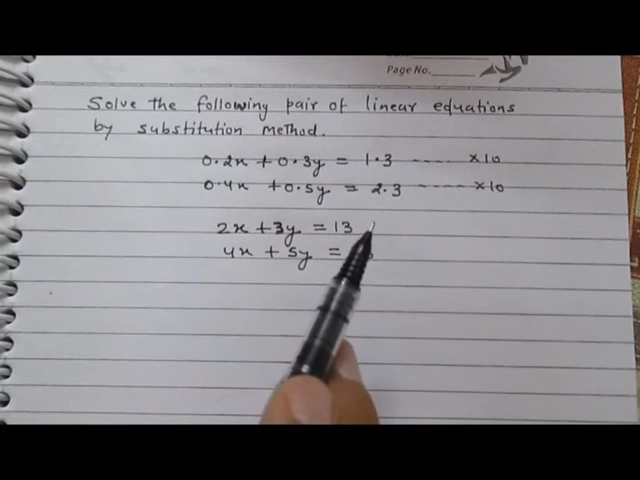 Page No.
Solve the following pair of linear equations
by substitution method.
0.2x + 0.3y = 1.3 ----- ×10
0.4x + 0.5y = 2.3 ----- ×10
2x + 3y = 13
4x + 5y =